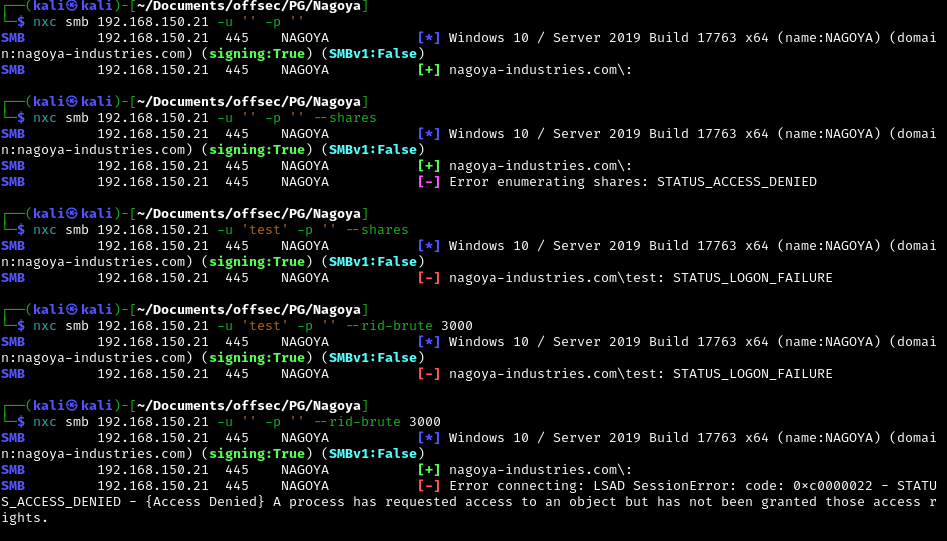 ┌──(kali㉿kali)-[~/Documents/offsec/PG/Nagoya]
└─$ nxc smb 192.168.150.21 -u '' -p ''
SMB         192.168.150.21  445    NAGOYA           [*] Windows 10 / Server 2019 Build 17763 x64 (name:NAGOYA) (domai
n:nagoya-industries.com) (signing:True) (SMBv1:False)
SMB         192.168.150.21  445    NAGOYA           [+] nagoya-industries.com\:
┌──(kali㉿kali)-[~/Documents/offsec/PG/Nagoya]
└─$ nxc smb 192.168.150.21 -u '' -p '' --shares
SMB         192.168.150.21  445    NAGOYA           [*] Windows 10 / Server 2019 Build 17763 x64 (name:NAGOYA) (domai
n:nagoya-industries.com) (signing:True) (SMBv1:False)
SMB         192.168.150.21  445    NAGOYA           [+] nagoya-industries.com\:
SMB         192.168.150.21  445    NAGOYA           [-] Error enumerating shares: STATUS_ACCESS_DENIED
┌──(kali㉿kali)-[~/Documents/offsec/PG/Nagoya]
└─$ nxc smb 192.168.150.21 -u 'test' -p '' --shares
SMB         192.168.150.21  445    NAGOYA           [*] Windows 10 / Server 2019 Build 17763 x64 (name:NAGOYA) (domai
n:nagoya-industries.com) (signing:True) (SMBv1:False)
SMB         192.168.150.21  445    NAGOYA           [-] nagoya-industries.com\test: STATUS_LOGON_FAILURE
┌──(kali㉿kali)-[~/Documents/offsec/PG/Nagoya]
└─$ nxc smb 192.168.150.21 -u 'test' -p '' --rid-brute 3000
SMB         192.168.150.21  445    NAGOYA           [*] Windows 10 / Server 2019 Build 17763 x64 (name:NAGOYA) (domai
n:nagoya-industries.com) (signing:True) (SMBv1:False)
SMB         192.168.150.21  445    NAGOYA           [-] nagoya-industries.com\test: STATUS_LOGON_FAILURE
┌──(kali㉿kali)-[~/Documents/offsec/PG/Nagoya]
└─$ nxc smb 192.168.150.21 -u '' -p '' --rid-brute 3000
SMB         192.168.150.21  445    NAGOYA           [*] Windows 10 / Server 2019 Build 17763 x64 (name:NAGOYA) (domai
n:nagoya-industries.com) (signing:True) (SMBv1:False)
SMB         192.168.150.21  445    NAGOYA           [+] nagoya-industries.com\:
SMB         192.168.150.21  445    NAGOYA           [-] Error connecting: LSAD SessionError: code: 0xc0000022 - STATU
S_ACCESS_DENIED - {Access Denied} A process has requested access to an object but has not been granted those access r
ights.